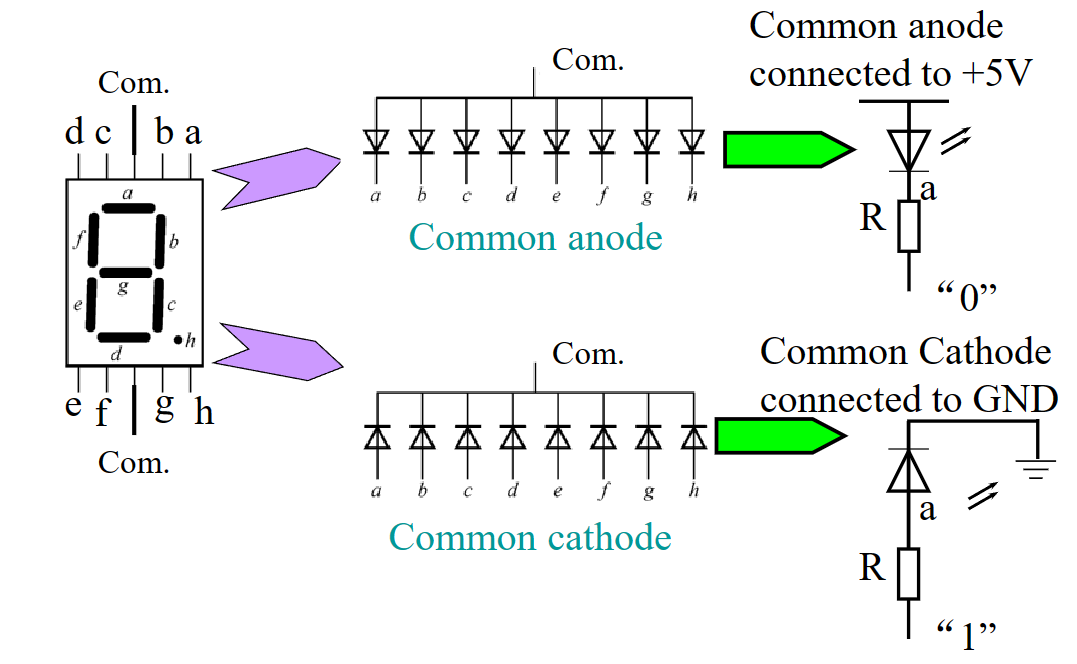 Com.
d c b a
a
f
b
g
e
c
d
h
e f g h
Com.
Com.
a b c d e f g h
Common anode
Com.
a b c d e f g h
Common cathode
Common anode
connected to +5V
a
R
“0”
Common Cathode
connected to GND
a
R
“1”